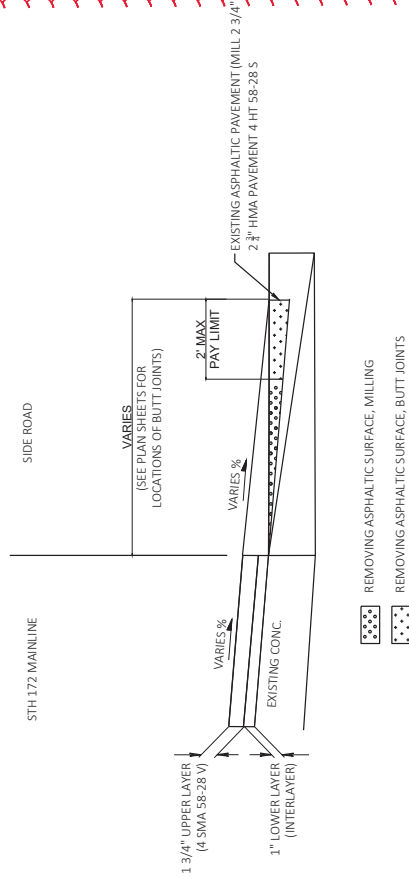 STH 172 MAINLINE
SIDE ROAD
VARIES
(SEE PLAN SHEETS FOR
LOCATIONS OF BUTT JOINTS)
2' MAX
PAY LIMIT
EXISTING ASPHALTIC PAVEMENT (MILL 2 3/4"
2 3/4" HMA PAVEMENT 4 HT 58-28 S
VARIES %
VARIES %
1 3/4" UPPER LAYER
(4 SMA 58-28 V)
EXISTING CONC.
1" LOWER LAYER
(INTERLAYER)
REMOVING ASPHALTIC SURFACE, MILLING
REMOVING ASPHALTIC SURFACE, BUTT JOINTS